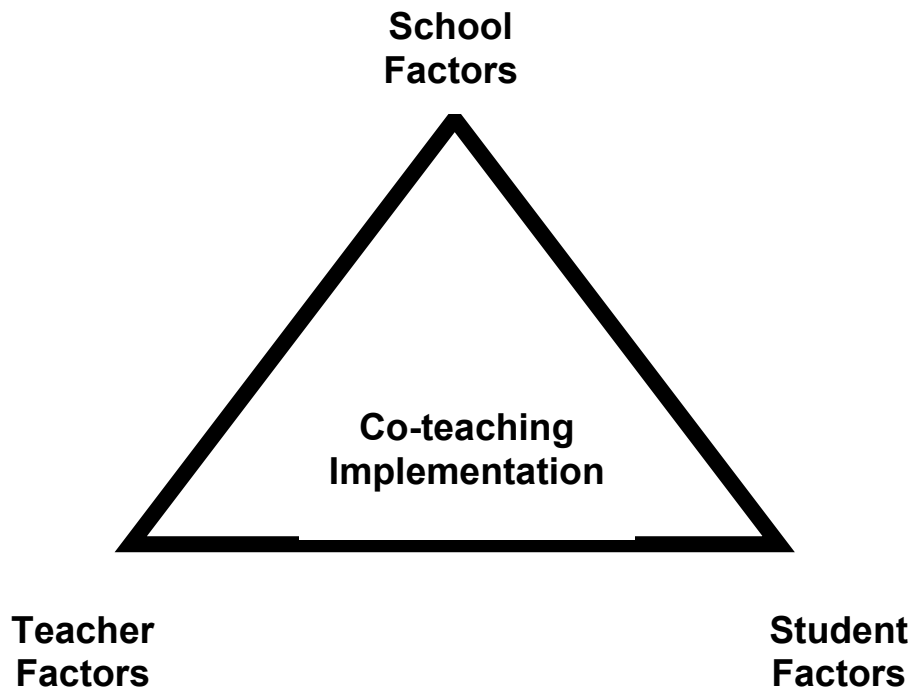 School
Factors
Co-teaching
Implementation
Teacher
Factors
Student
Factors